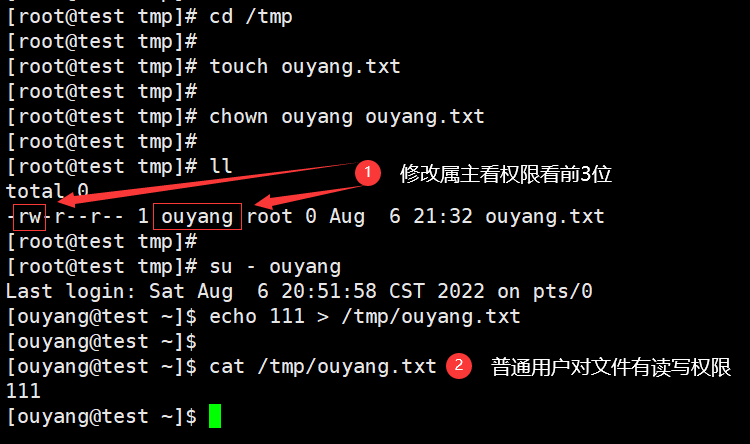 [root@test tmp]# cd /tmp
[root@test tmp]#
[root@test tmp]# touch ouyang.txt
[root@test tmp]#
[root@test tmp]# chown ouyang ouyang.txt
[root@test tmp]#
[root@test tmp]# ll
1 修改属主看权限看前3位
total 0
-rw-r--r-- 1 ouyang root 0 Aug  6 21:32 ouyang.txt
[root@test tmp]#
[root@test tmp]# su - ouyang
Last login: Sat Aug  6 20:51:58 CST 2022 on pts/0
[ouyang@test ~]$ echo 111 > /tmp/ouyang.txt
[ouyang@test ~]$
[ouyang@test ~]$ cat /tmp/ouyang.txt 2 普通用户对文件有读写权限
111
[ouyang@test ~]$